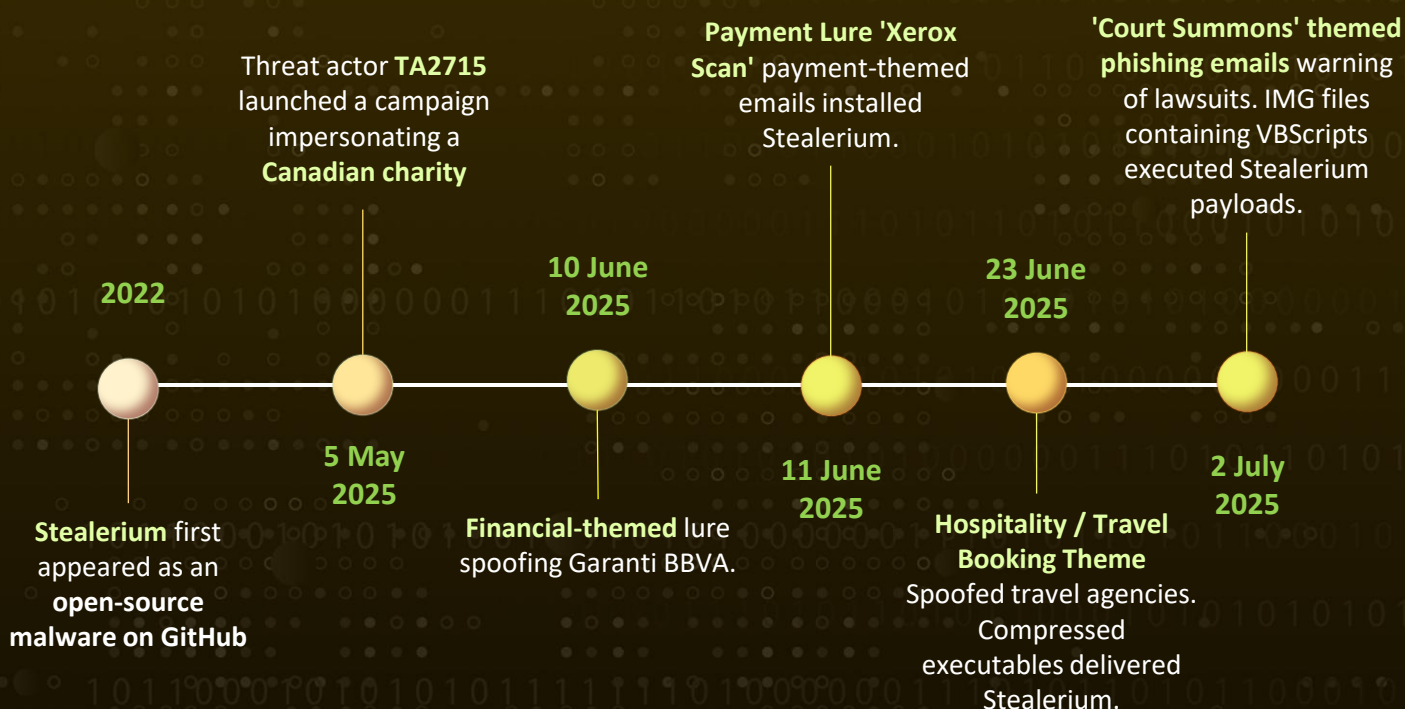 2022
Stealerium first
appeared as an
open-source
malware on GitHub
Threat actor TA2715
launched a campaign
impersonating a
Canadian charity
5 May
2025
10 June
2025
Financial-themed lure
spoofing Garanti BBVA.
Payment Lure 'Xerox
Scan' payment-themed
emails installed
Stealerium.
11 June
2025
23 June
2025
Hospitality / Travel
Booking Theme
Spoofed travel agencies.
Compressed
executables delivered
Stealerium.
'Court Summons' themed
phishing emails warning
of lawsuits. IMG files
containing VBScripts
executed Stealerium
payloads.
2 July
2025